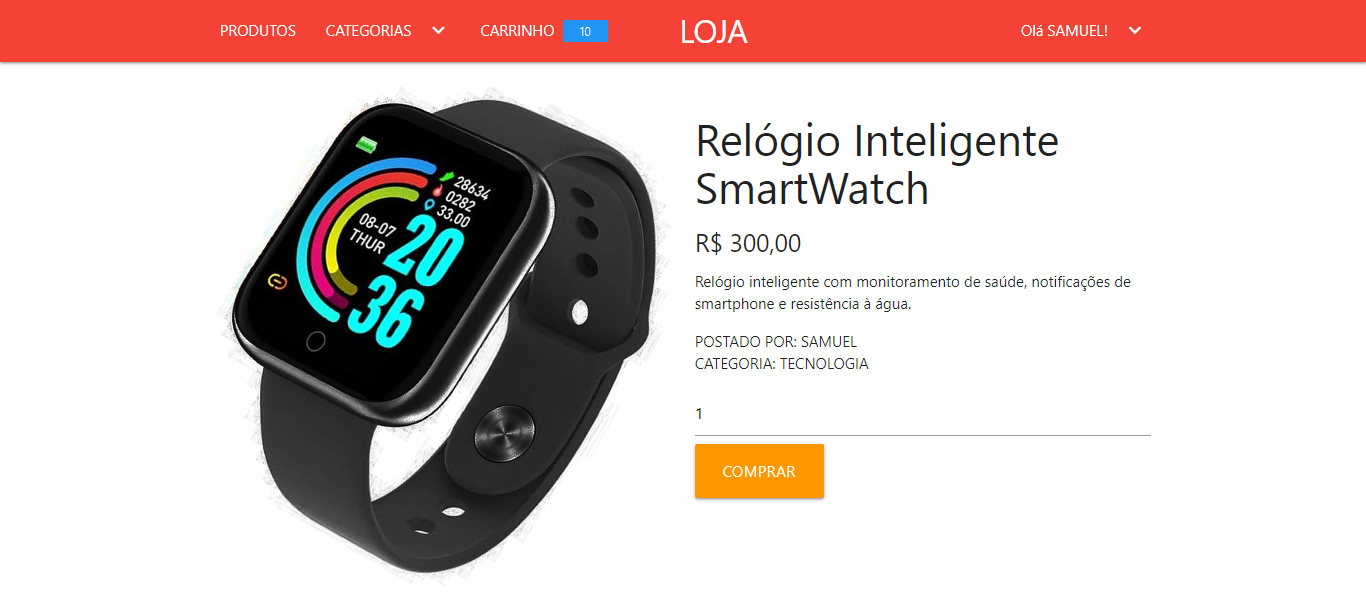 PRODUTOS CATEGORIAS CARRINHO 10 LOJA Olá SAMUEL!
28634
0282
33.00
08-07
THUR
20
36
Relógio Inteligente
SmartWatch
R$ 300,00
Relógio inteligente com monitoramento de saúde, notificações de
smartphone e resistência à água.
POSTADO POR: SAMUEL
CATEGORIA: TECNOLOGIA
1
COMPRAR